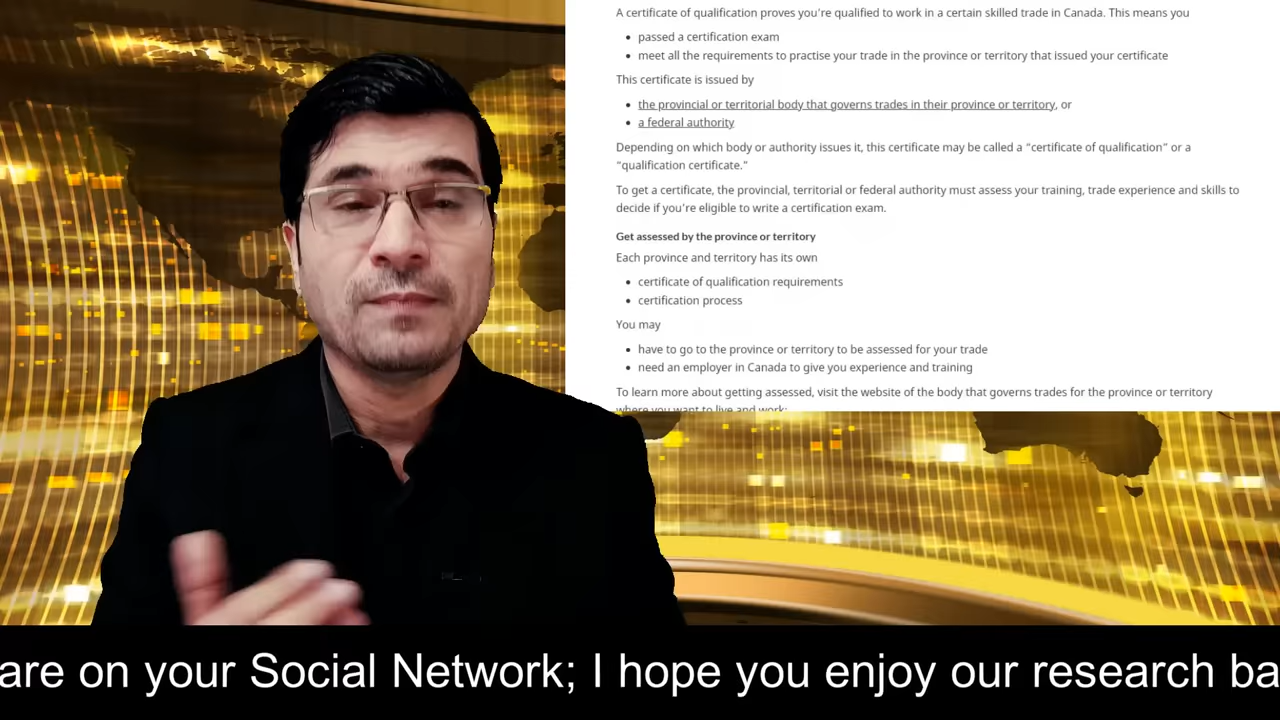 A certificate of qualification proves you're qualified to work in a certain skilled trade in Canada. This means you
passed a certification exam
meet all the requirements to practise your trade in the province or territory that issued your certificate
This certificate is issued by
the provincial or territorial body that governs trades in their province or territory, or
a federal authority
Depending on which body or authority issues it, this certificate may be called a “certificate of qualification” or a
“qualification certificate.”
To get a certificate, the provincial, territorial or federal authority must assess your training, trade experience and skills to
decide if you're eligible to write a certification exam.
Get assessed by the province or territory
Each province and territory has its own
certificate of qualification requirements
certification process
You may
have to go to the province or territory to be assessed for your trade
need an employer in Canada to give you experience and training
To learn more about getting assessed, visit the website of the body that governs trades for the province or territory
where you want to live and work:
are on your Social Network; I hope you enjoy our research ba